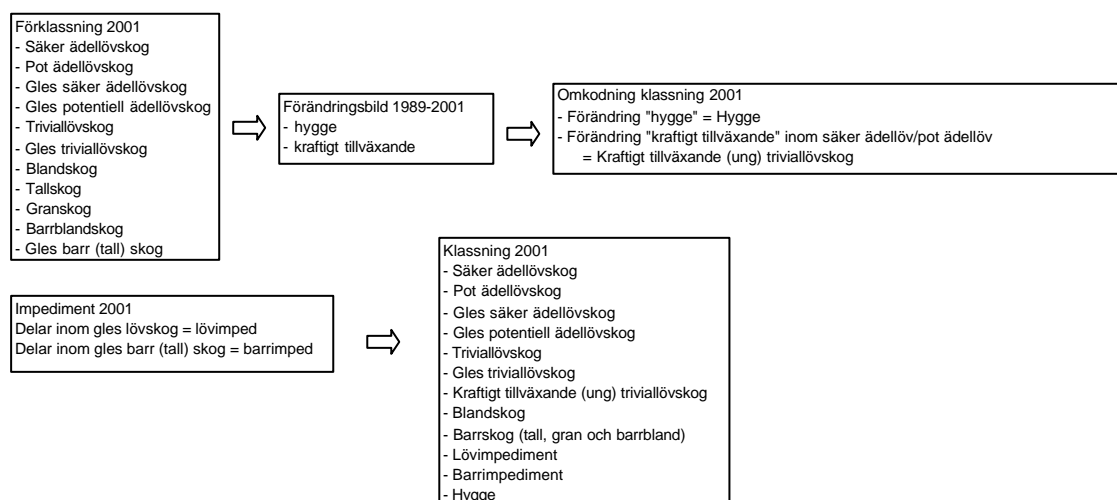 Förklassning 2001
- Säker ädellövskog
- Pot ädellövskog
- Gles säker ädellövskog
- Gles potentiell ädellövskog
- Triviallövskog
- Gles triviallövskog
- Blandskog
- Tallskog
- Granskog
- Barrblandskog
- Gles barr (tall) skog
Förändringsbild 1989-2001
- hygge
- kraftigt tillväxande
Omkodning klassning 2001
- Förändring "hygge" = Hygge
- Förändring "kraftigt tillväxande" inom säker ädellöv/pot ädellöv
= Kraftigt tillväxande (ung) triviallövskog
Impediment 2001
Delar inom gles lövskog = lövimped
Delar inom gles barr (tall) skog = barrimped
Klassning 2001
- Säker ädellövskog
- Pot ädellövskog
- Gles säker ädellövskog
- Gles potentiell ädellövskog
- Triviallövskog
- Gles triviallövskog
- Kraftigt tillväxande (ung) triviallövskog
- Blandskog
- Barrskog (tall, gran och barrbland)
- Lövimpediment
- Barrimpediment
- Hygge